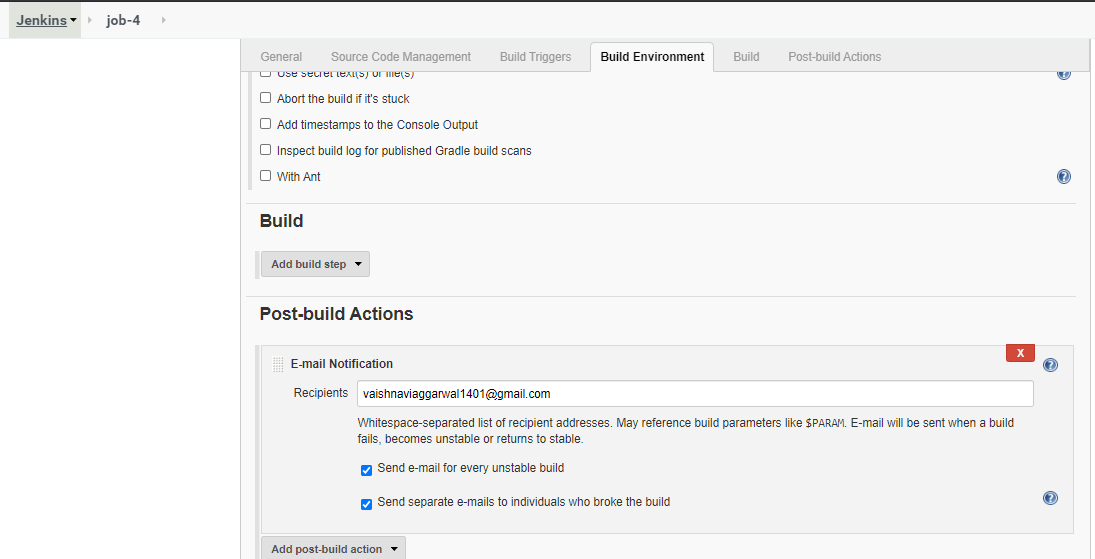 Jenkins job-4
General Source Code Management Build Triggers Build Environment Build Post-build Actions
Use secret text(s) or file(s)
Abort the build if it's stuck
Add timestamps to the Console Output
Inspect build log for published Gradle build scans
With Ant
Build
Add build step
Post-build Actions
X
E-mail Notification
Recipients vaishnaviaggarwal1401@gmail.com
Whitespace-separated list of recipient addresses. May reference build parameters like $PARAM. E-mail will be sent when a build
fails, becomes unstable or returns to stable.
Send e-mail for every unstable build
Send separate e-mails to individuals who broke the build
Add post-build action